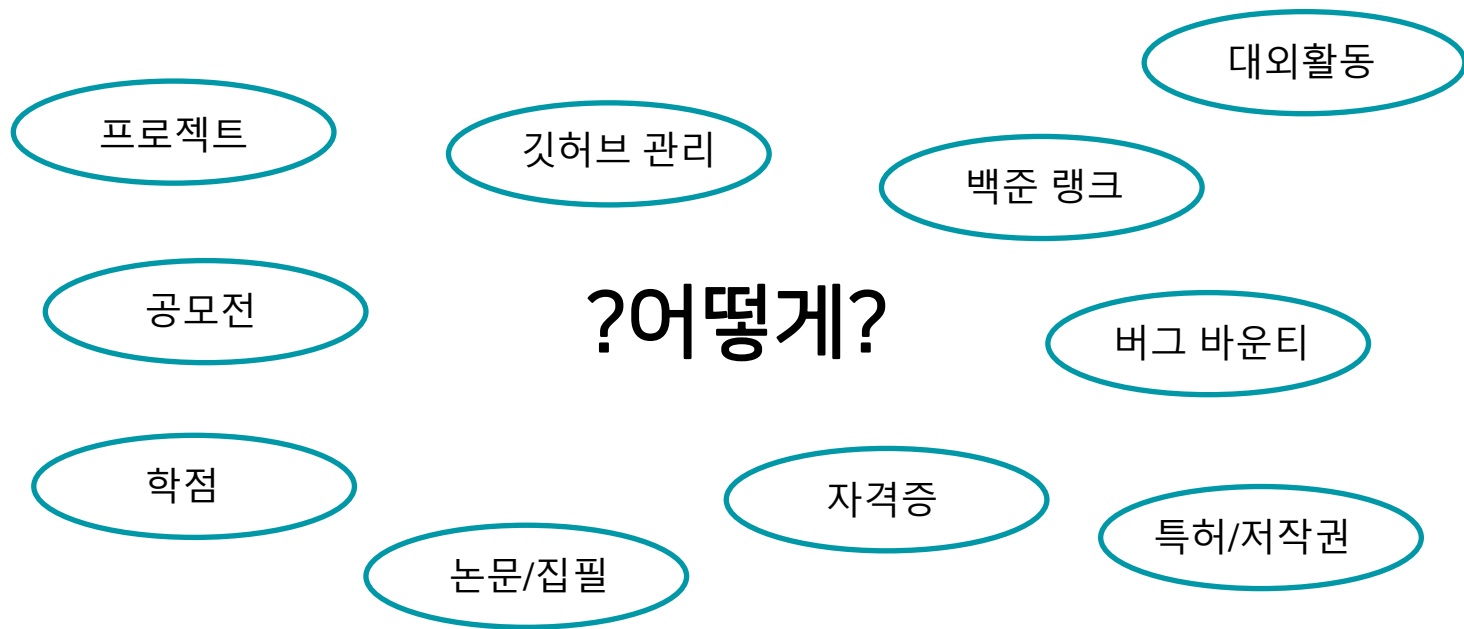 대외활동
프로젝트
깃허브 관리
백준 랭크
공모전
?어떻게?
버그 바운티
학점
자격증
특허/저작권
논문/집필